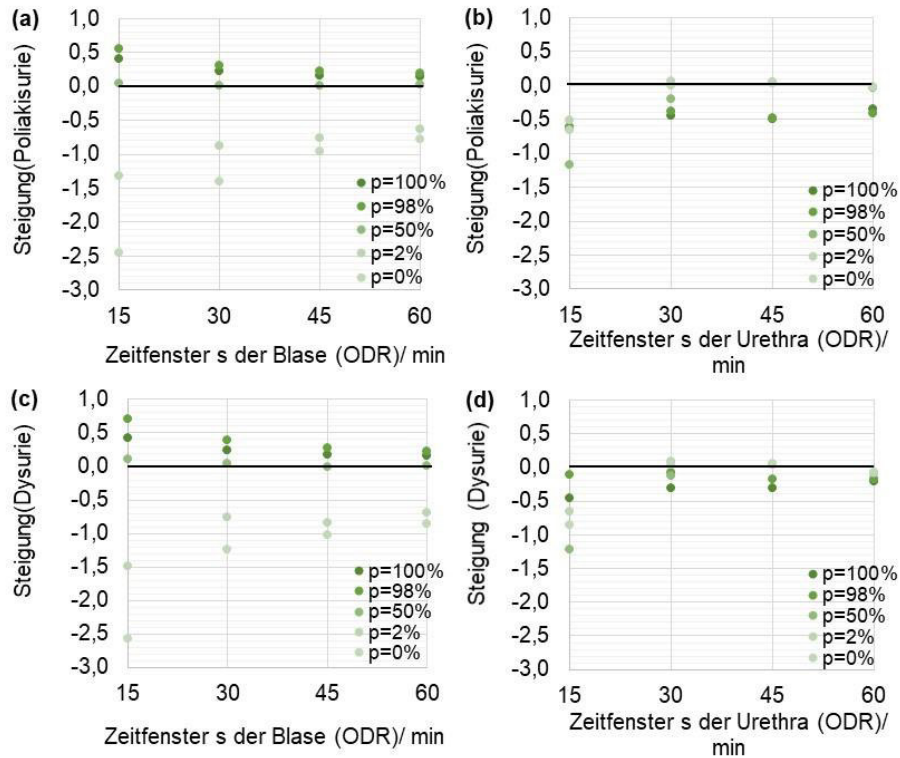 (a)
Steigung(Poliakisurie)
1,0
0,5
0,0
-0,5
-1,0
-1,5
-2,0
-2,5
-3,0
p=100%
p=98%
p=50%
p=2%
p=0%
15 30 45 60
Zeitfenster s der Blase (ODR)/ min
(b)
Steigung(Poliakisurie)
1,0
0,5
0,0
-0,5
-1,0
-1,5
-2,0
-2,5
-3,0
p=100%
p=98%
p=50%
p=2%
p=0%
15 30 45 60
Zeitfenster s der Urethra (ODR)/
min
(c)
Steigung(Dysurie)
1,0
0,5
0,0
-0,5
-1,0
-1,5
-2,0
-2,5
-3,0
p=100%
p=98%
p=50%
p=2%
p=0%
15 30 45 60
Zeitfenster s der Blase (ODR)/ min
(d)
Steigung (Dysurie)
1,0
0,5
0,0
-0,5
-1,0
-1,5
-2,0
-2,5
-3,0
p=100%
p=98%
p=50%
p=2%
p=0%
15 30 45 60
Zeitfenster s der Urethra (ODR)/
min